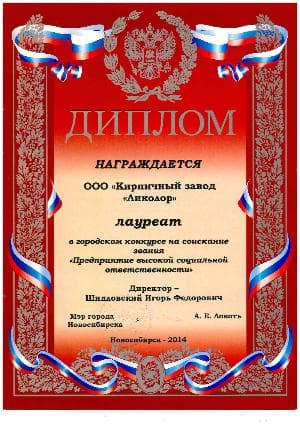 ДИПЛОМ
НАГРАЖДАЕТСЯ
ООО «Кирпичный завод
«Ликолор»
лауреат
в городском конкурсе на соискание
звания
«Предприятие высокой социальной
ответственности»
Директор –
Шидловский Игорь Федорович
Мэр города
Новосибирска
А. Е. Локоть
Новосибирск - 2014